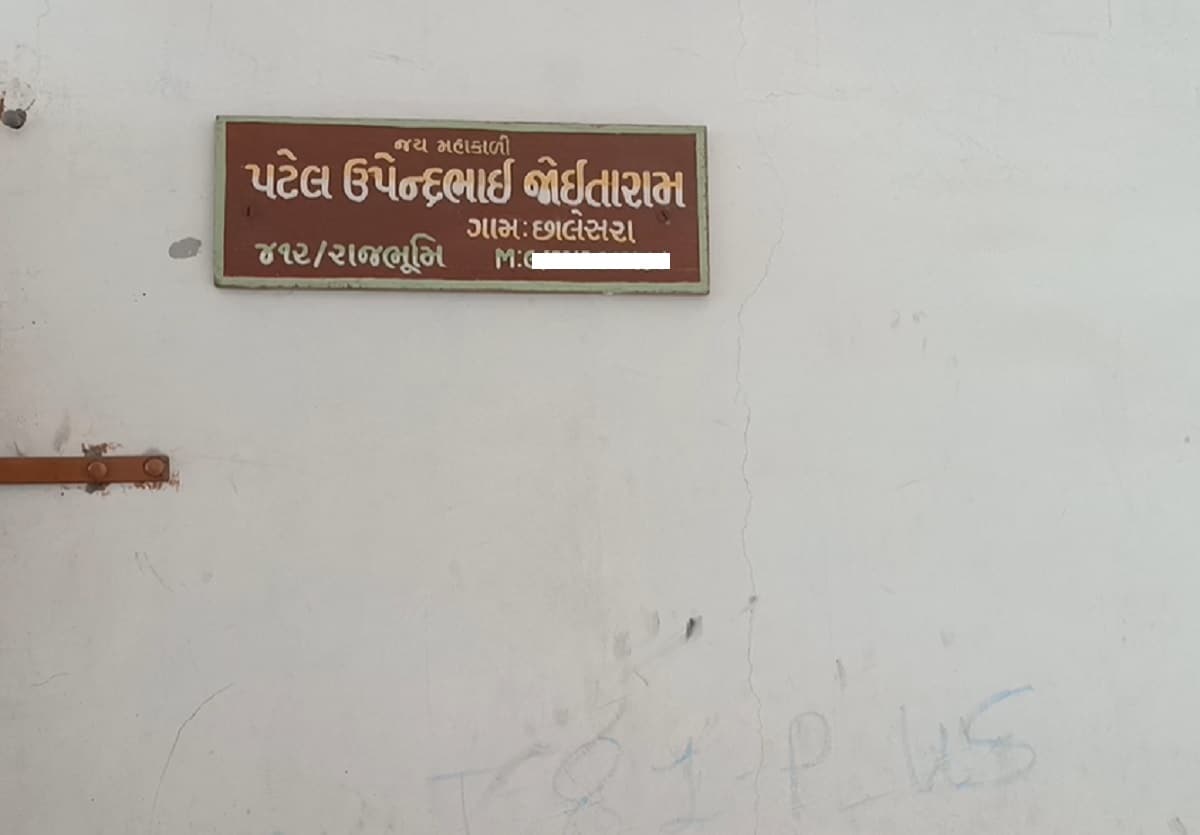 જય મહાકાળી
પટેલ ઉપેન્દ્રભાઈ જોઈતારામ
ગામ: છાલેસરા
૪૧૨/રાજભૂમિ M: